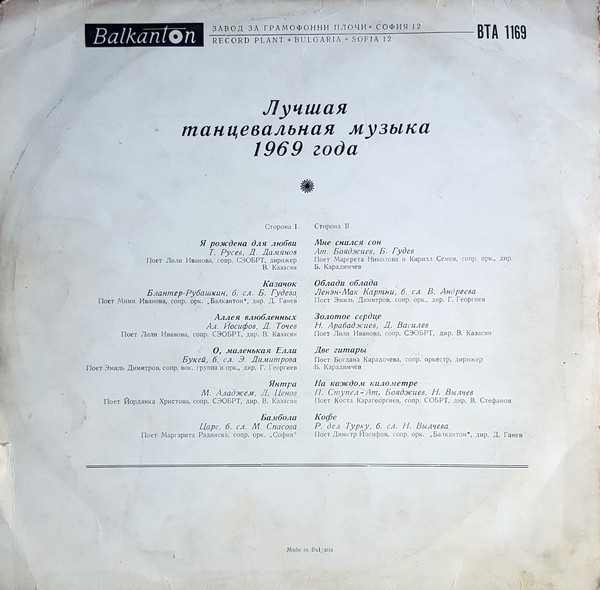 Balkanton
ЗАВОД ЗА ГРАМОФОННИ ПЛОЧИ • СОФИЯ 12
RECORD PLANT • BULGARIA • SOFIA 12
BTA 1169
Лучшая
танцевальная музыка
1969 года
Сторона I
Я рождена для любви
Т. Русев, Д. Дамянов
Поет Лили Иванова, сопр. СЭОБРТ, дирижер
В. Казасян
Казачок
Блантер-Рубашкин, б. сл. Б. Гудева
Поет Мими Иванова, сопр. орк. „Балкантон“, дир. Д. Ганев
Аллея влюбленных
Ал. Йосифов, Д. Точев
Поет Лили Иванова, сопр. СЭОБРТ, дир. В. Казасян
О, маленькая Елли
Букей, б. сл. Э. Димитрова
Поет Эмиль Димитров, сопр. вок. группа и орк., дир. Г. Георгиев
Янтра
М. Аладжем, Д. Ценов
Поет Йорданка Христова, сопр. СЭОБРТ, дир. В. Казасян
Бамбола
Царс, б. сл. М. Спасова
Поет Маргарита Радинска, сопр. орк. „София“
Сторона II
Мне снился сон
Ат. Бояджиев, Б. Гудев
Поет Маргрета Николова и Кирилл Семов, сопр. орк., дир.
Б. Карадимчев
Облади облада
Ленэн-Мак Картни, б. сл В. Андреева
Поет Эмиль Димитров, сопр. орк., дир. Г. Георгиев
Золотое сердце
Н. Арабаджиев, Д. Василев
Поет Лили Иванова, сопр. СЭОБРТ, дир. В. Казасян
Две гитары
Поет Богдана Карадочева, сопр. оркестр, дирижер
Б. Карадимчев
На каждом километре
П. Ступел-Ат. Бояджиев, Н. Вылчев
Поет Коста Карагеоргиев, сопр. СОБРТ, дир. В. Стефанов
Кофе
Р. дел Турку, б. сл. Н. Вылчева
Поет Димитр Йосифов, сопр. орк. „Балкантон“, дир. Д. Ганев
Made in Bulgaria